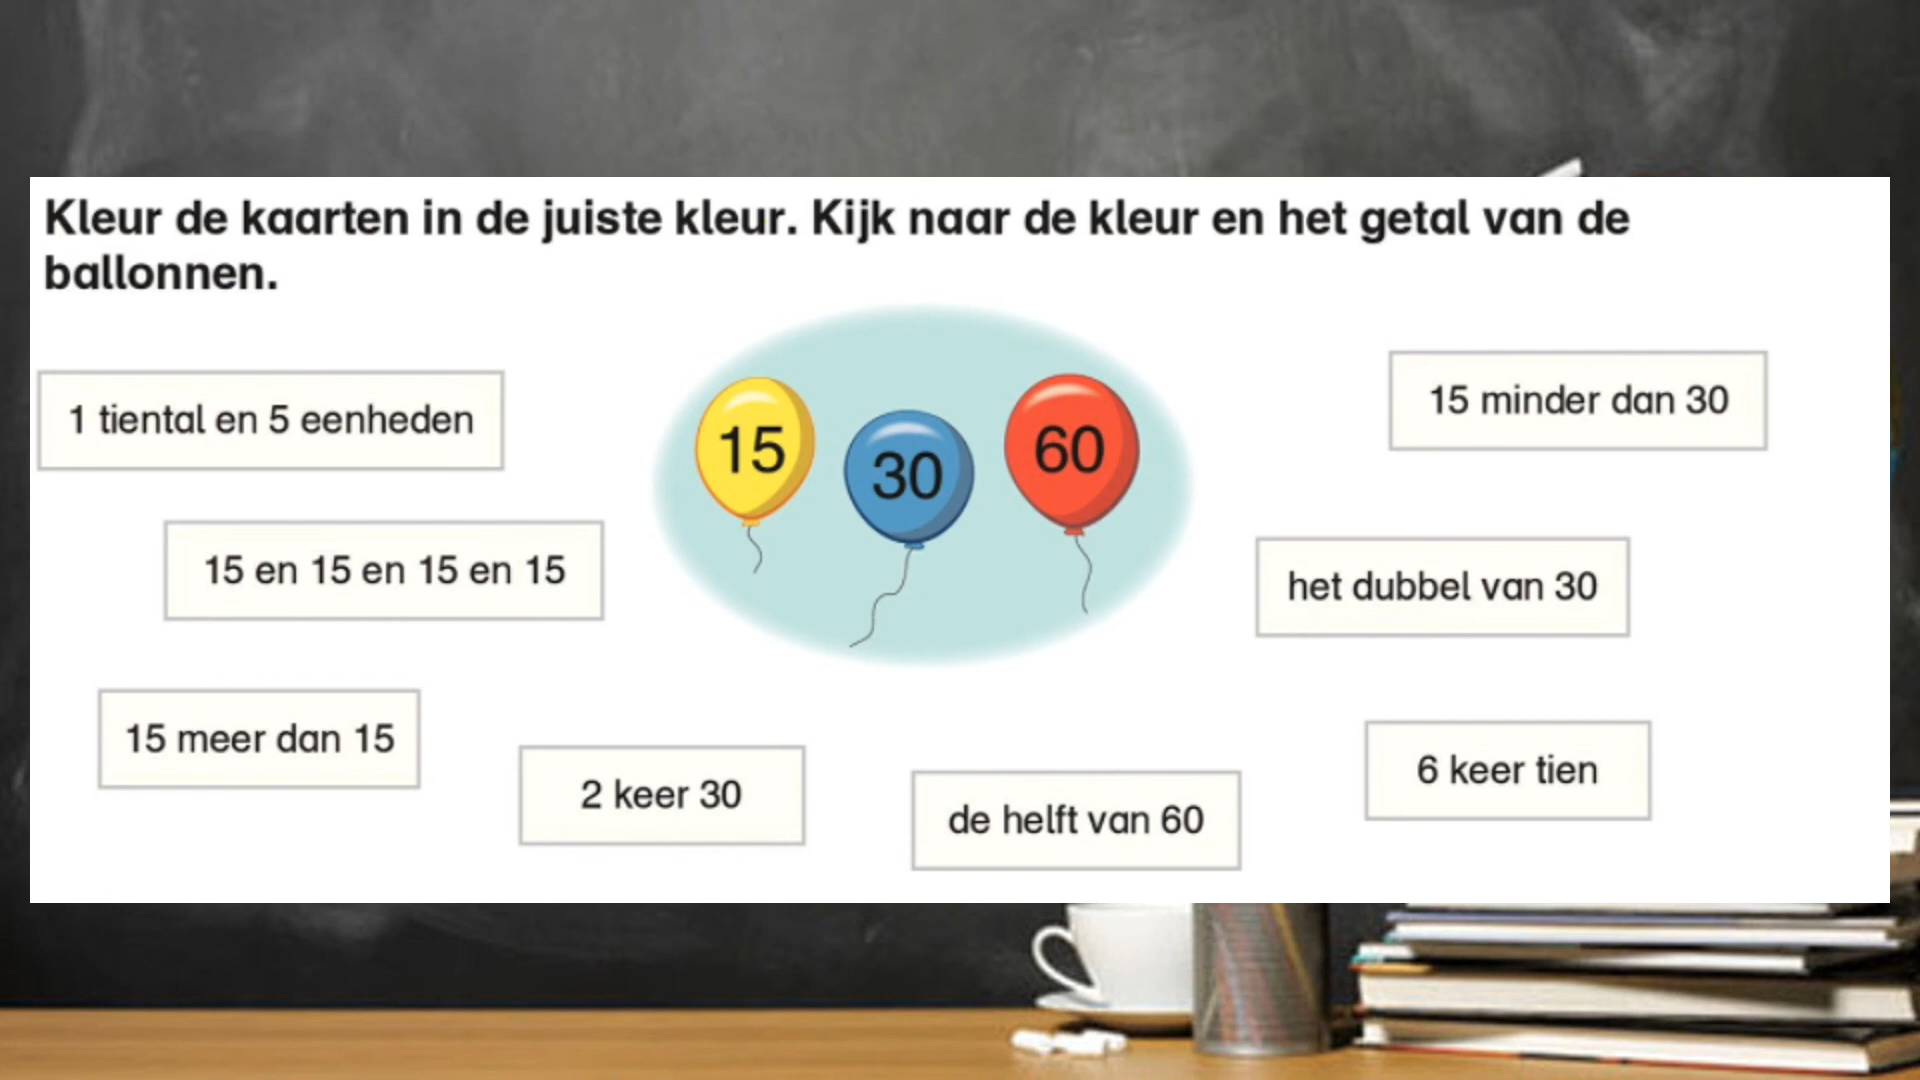 Kleur de kaarten in de juiste kleur. Kijk naar de kleur en het getal van de
ballonnen.
1 tiental en 5 eenheden
15 minder dan 30
15
30
60
15 en 15 en 15 en 15
het dubbel van 30
15 meer dan 15
2 keer 30
de helft van 60
6 keer tien